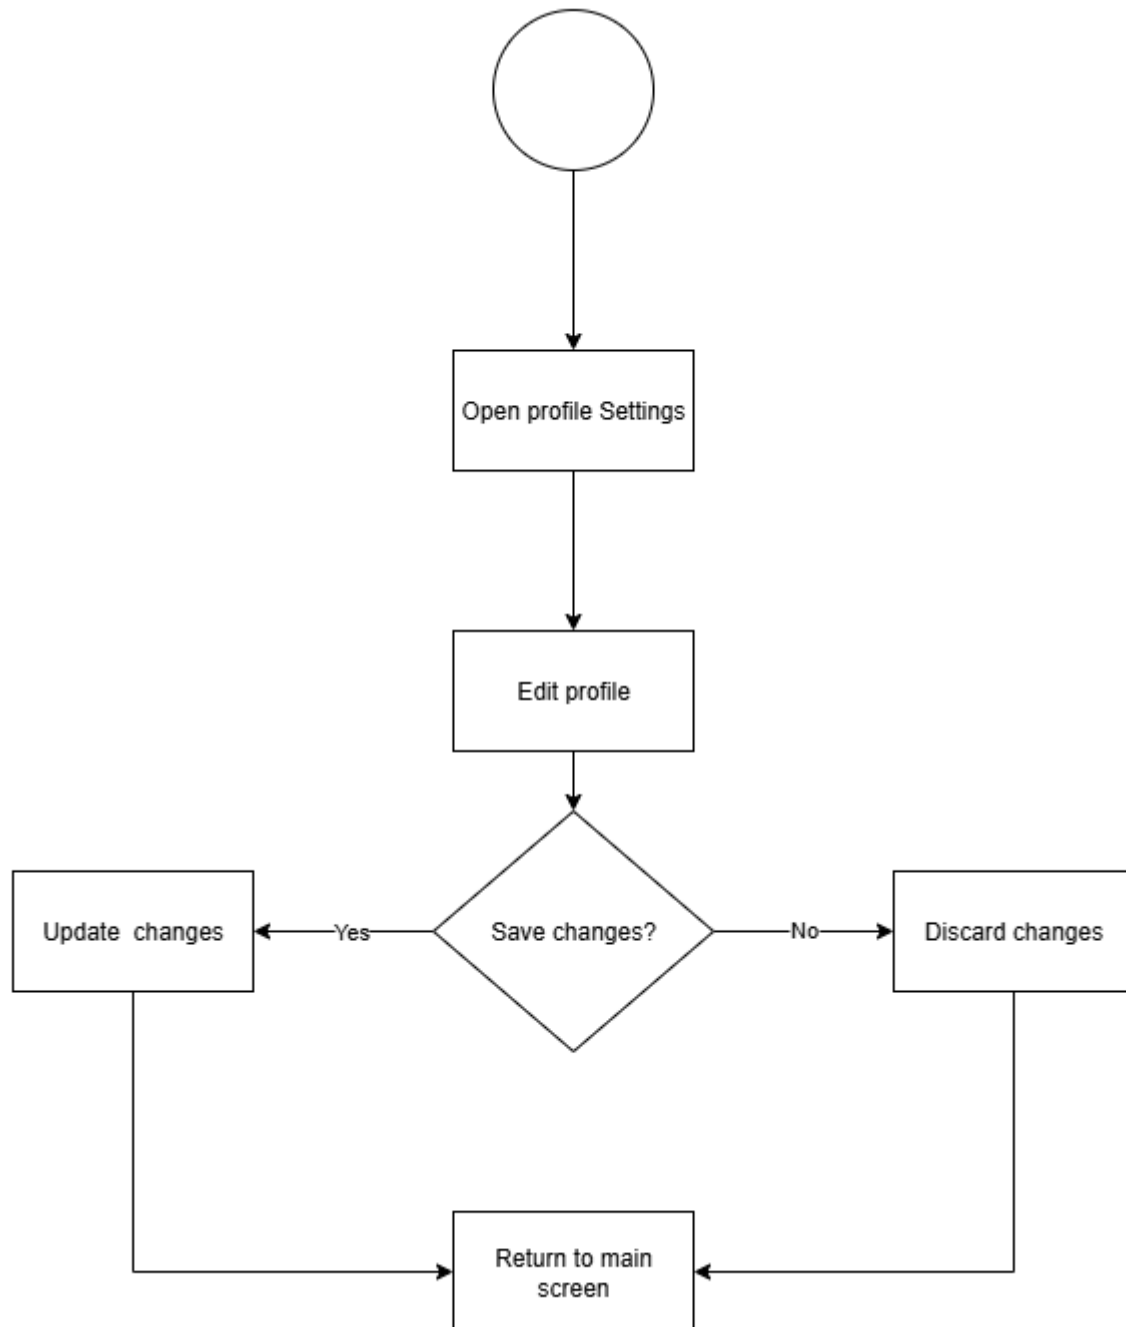 Open profile Settings
Edit profile
Update  changes
Yes
Save changes?
No
Discard changes
Return to main
screen